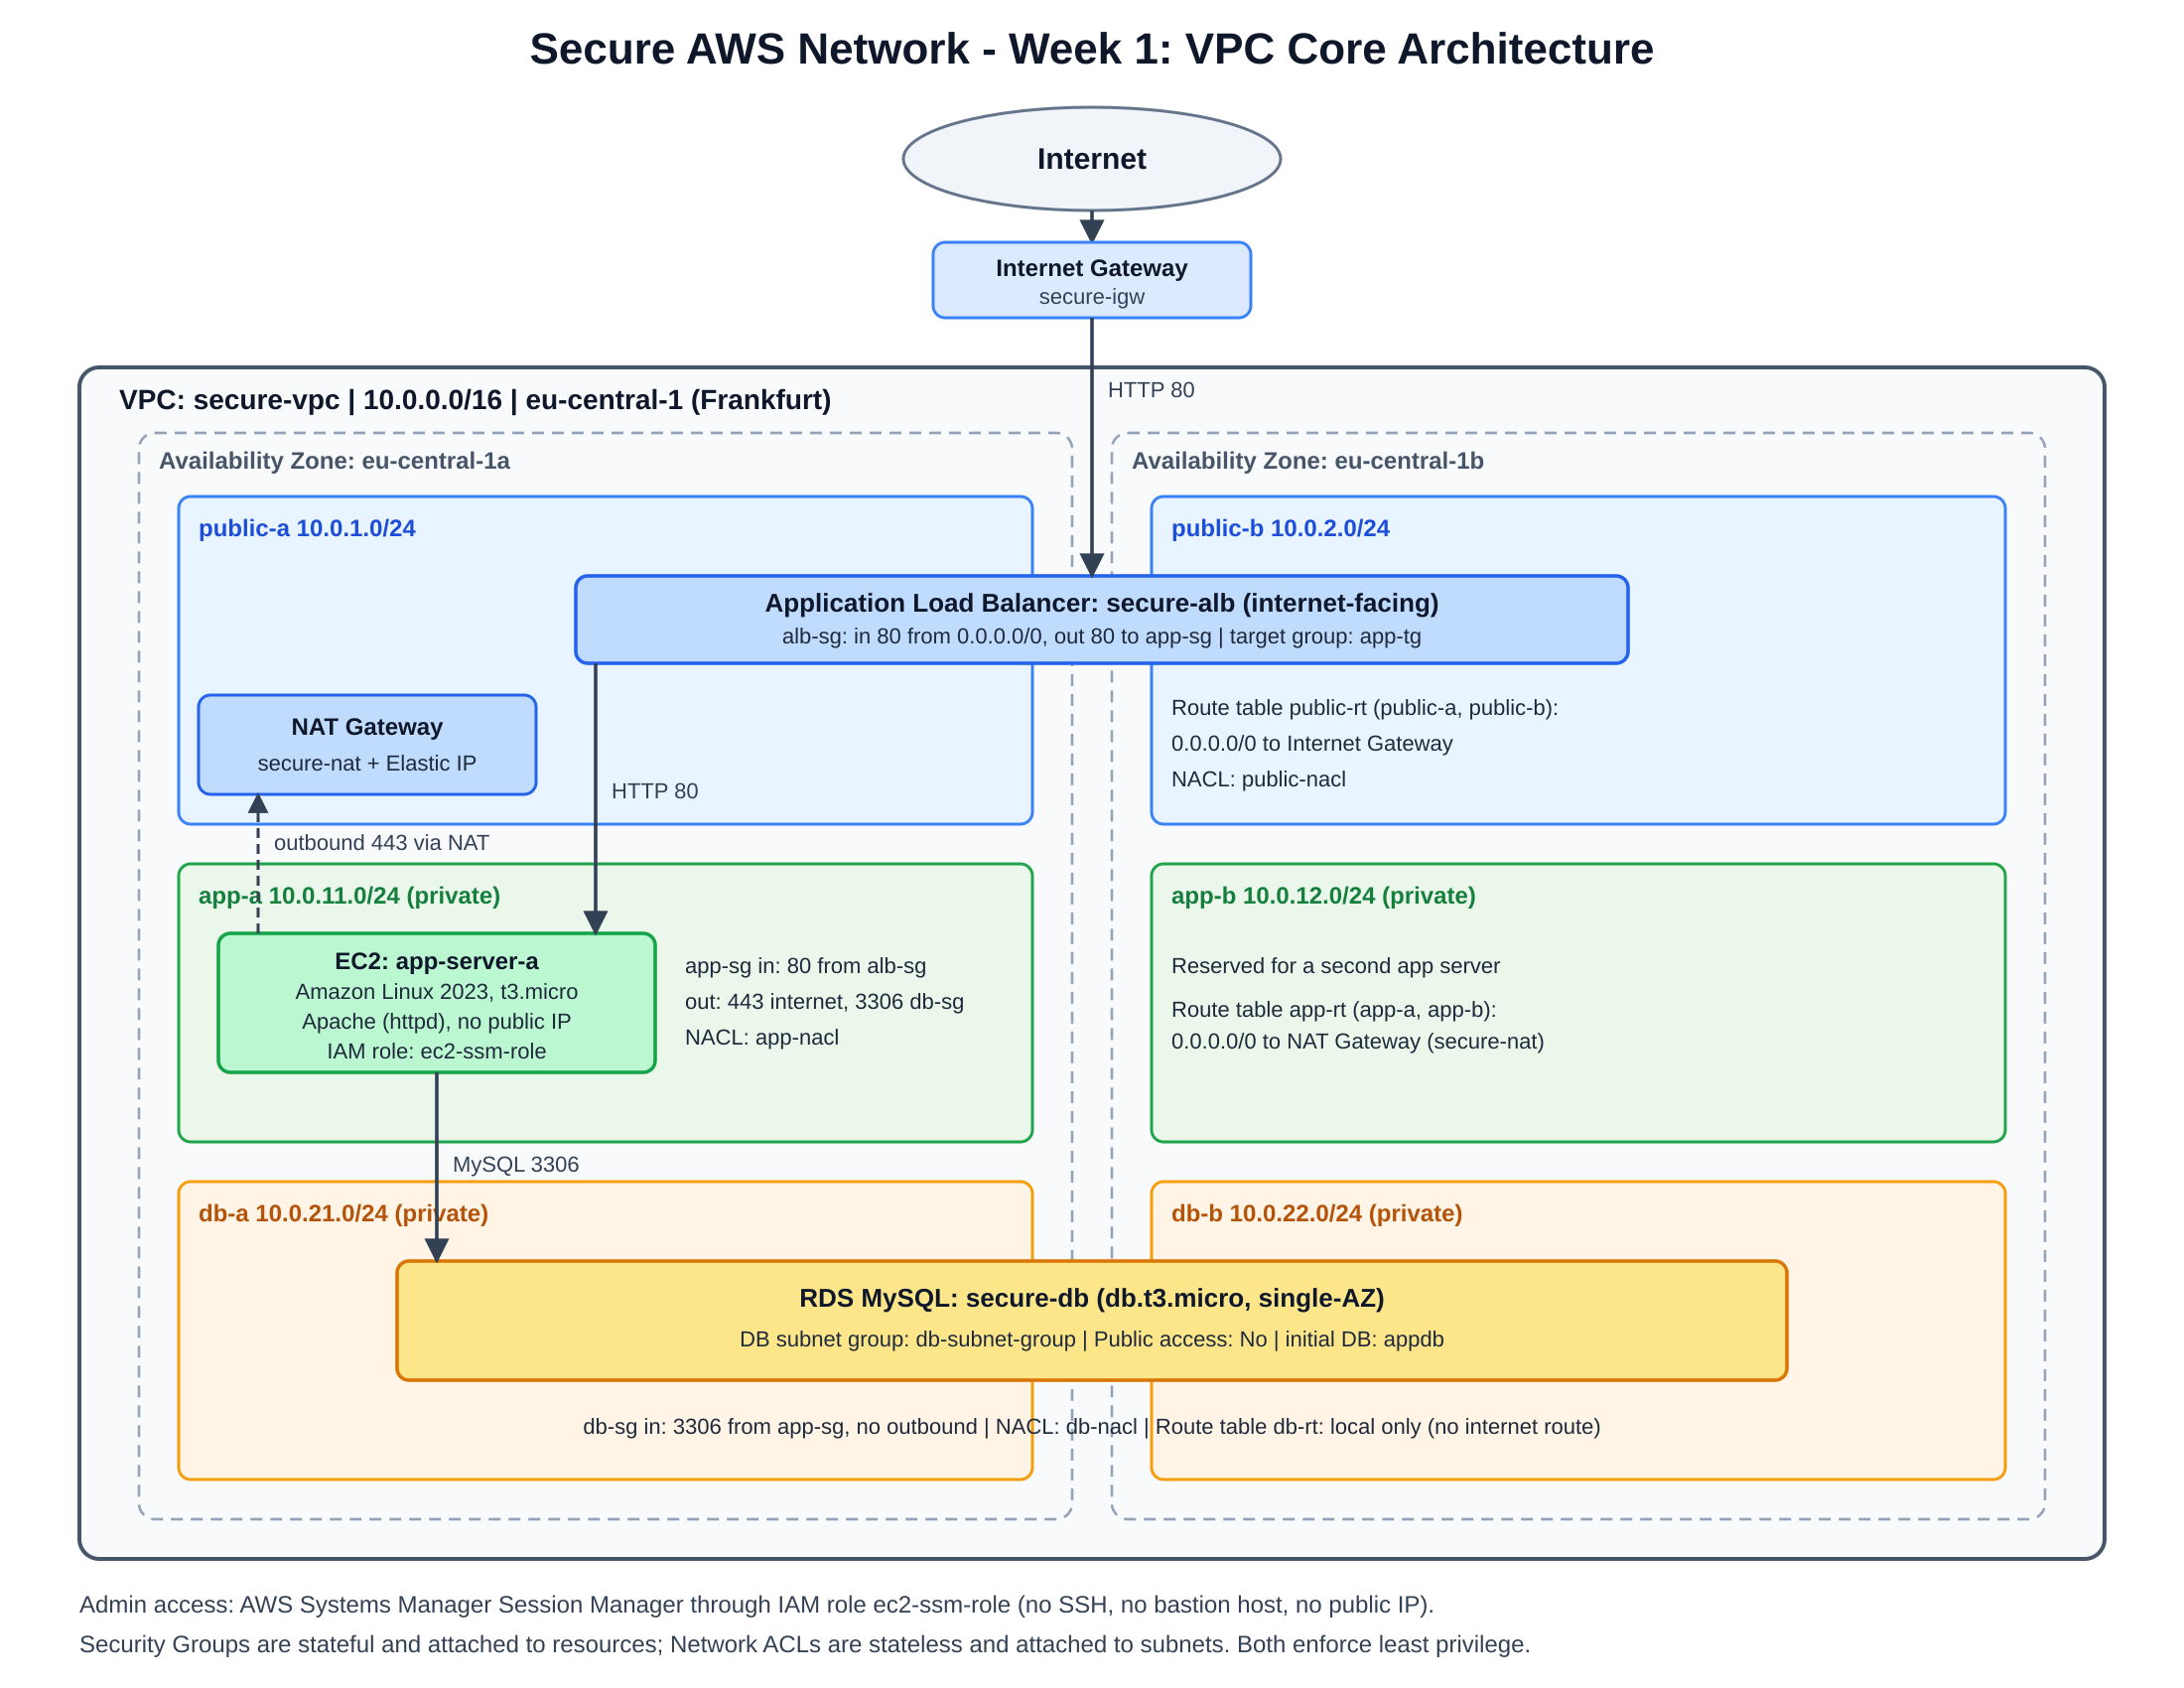 Secure AWS Network - Week 1: VPC Core Architecture
Internet
Internet Gateway
secure-igw
HTTP 80
VPC: secure-vpc | 10.0.0.0/16 | eu-central-1 (Frankfurt)
Availability Zone: eu-central-1a
Availability Zone: eu-central-1b
public-a 10.0.1.0/24
public-b 10.0.2.0/24
Application Load Balancer: secure-alb (internet-facing)
alb-sg: in 80 from 0.0.0.0/0, out 80 to app-sg | target group: app-tg
NAT Gateway
secure-nat + Elastic IP
HTTP 80
Route table public-rt (public-a, public-b):
0.0.0.0/0 to Internet Gateway
NACL: public-nacl
outbound 443 via NAT
app-a 10.0.11.0/24 (private)
EC2: app-server-a
Amazon Linux 2023, t3.micro
Apache (httpd), no public IP
IAM role: ec2-ssm-role
app-sg in: 80 from alb-sg
out: 443 internet, 3306 db-sg
NACL: app-nacl
app-b 10.0.12.0/24 (private)
Reserved for a second app server
Route table app-rt (app-a, app-b):
0.0.0.0/0 to NAT Gateway (secure-nat)
MySQL 3306
db-a 10.0.21.0/24 (private)
db-b 10.0.22.0/24 (private)
RDS MySQL: secure-db (db.t3.micro, single-AZ)
DB subnet group: db-subnet-group | Public access: No | initial DB: appdb
db-sg in: 3306 from app-sg, no outbound | NACL: db-nacl | Route table db-rt: local only (no internet route)
Admin access: AWS Systems Manager Session Manager through IAM role ec2-ssm-role (no SSH, no bastion host, no public IP).
Security Groups are stateful and attached to resources; Network ACLs are stateless and attached to subnets. Both enforce least privilege.